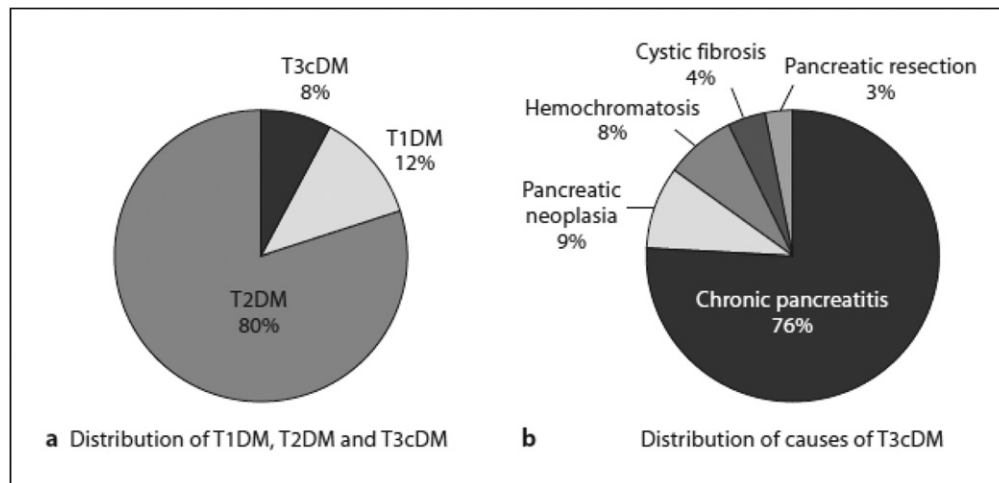 T3cDM
8%
T1DM
12%
T2DM
80%
a Distribution of T1DM, T2DM and T3cDM
Cystic fibrosis
4%
Pancreatic resection
3%
Hemochromatosis
8%
Pancreatic
neoplasia
9%
Chronic pancreatitis
76%
b Distribution of causes of T3cDM